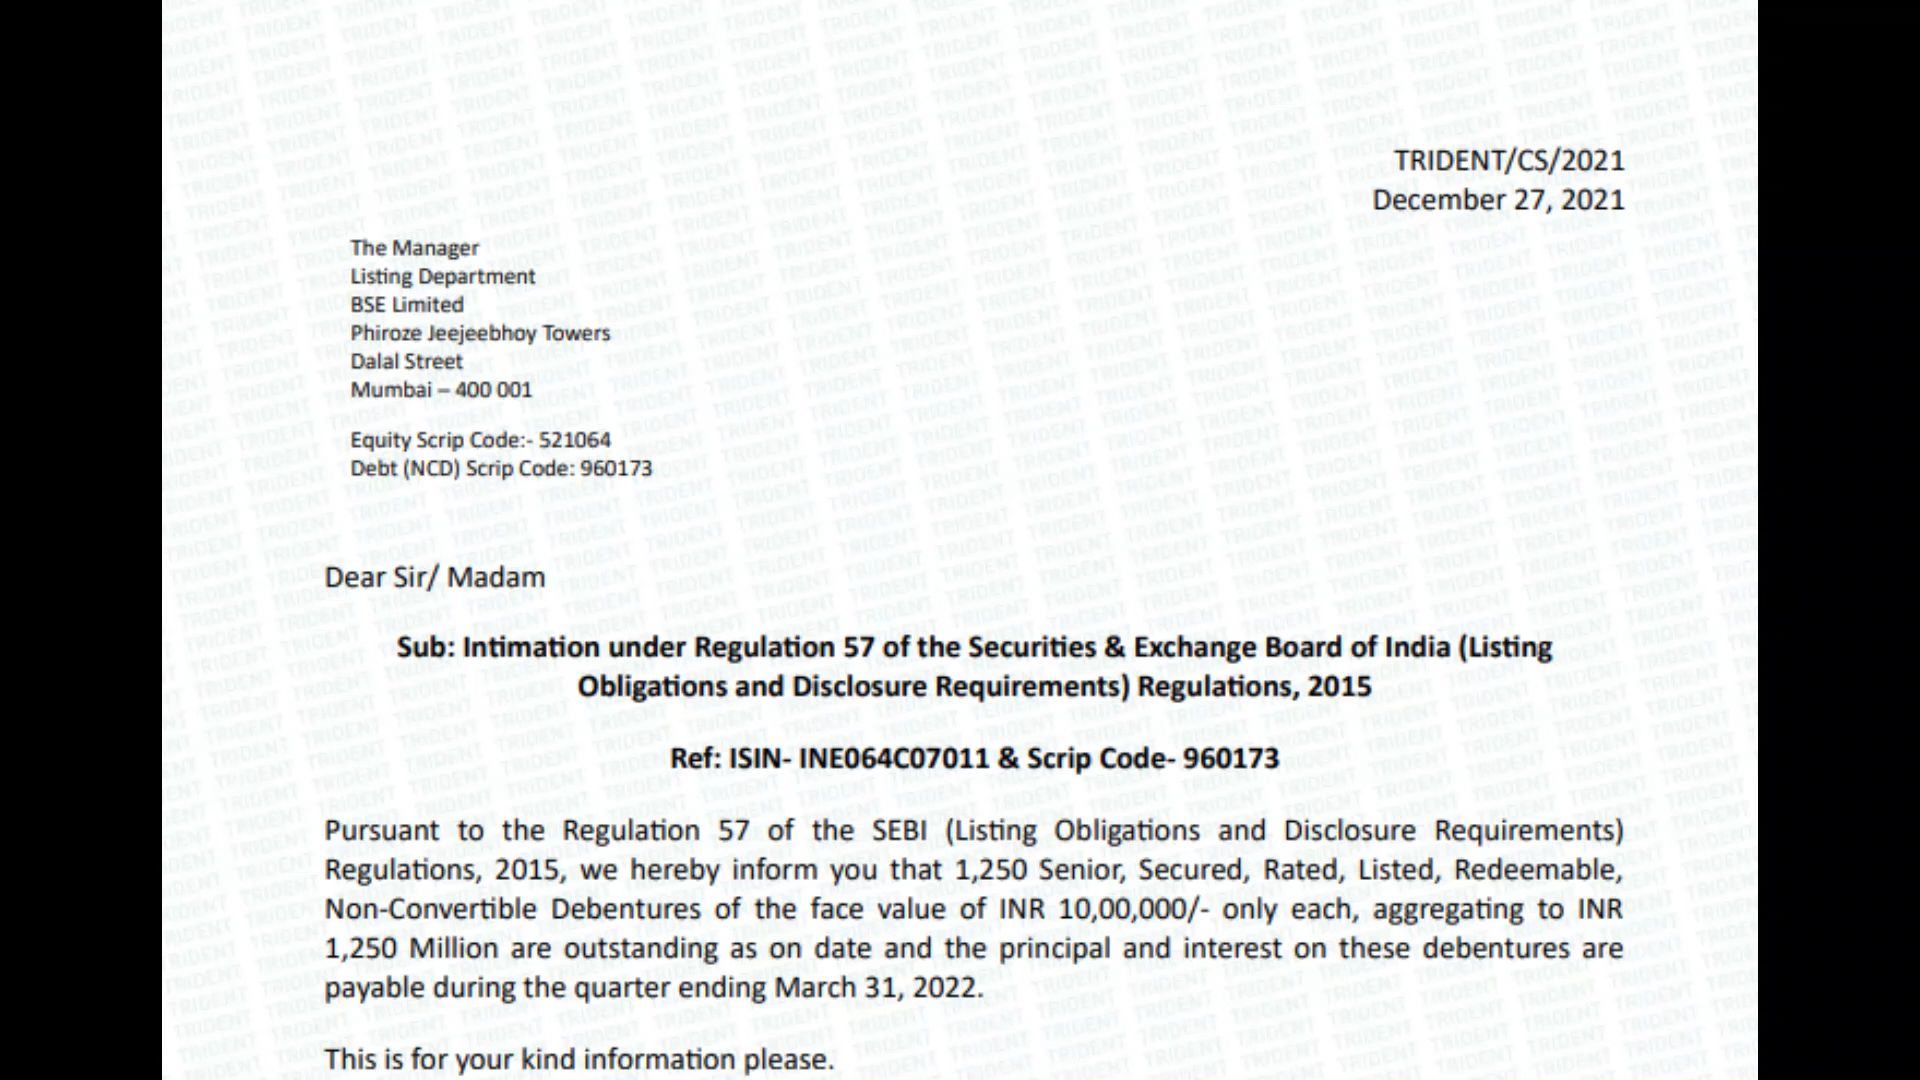 TRIDENT/CS/2021
December 27, 2021
The Manager
Listing Department
BSE Limited
Phiroze Jeejeebhoy Towers
Dalal Street
Mumbai – 400 001
Equity Scrip Code:- 521064
Debt (NCD) Scrip Code: 960173
Dear Sir/ Madam
Sub: Intimation under Regulation 57 of the Securities & Exchange Board of India (Listing
Obligations and Disclosure Requirements) Regulations, 2015
Ref: ISIN- INE064C07011 & Scrip Code- 960173
Pursuant to the Regulation 57 of the SEBI (Listing Obligations and Disclosure Requirements)
Regulations, 2015, we hereby inform you that 1,250 Senior, Secured, Rated, Listed, Redeemable,
Non-Convertible Debentures of the face value of INR 10,00,000/- only each, aggregating to INR
1,250 Million are outstanding as on date and the principal and interest on these debentures are
payable during the quarter ending March 31, 2022.
This is for your kind information please.